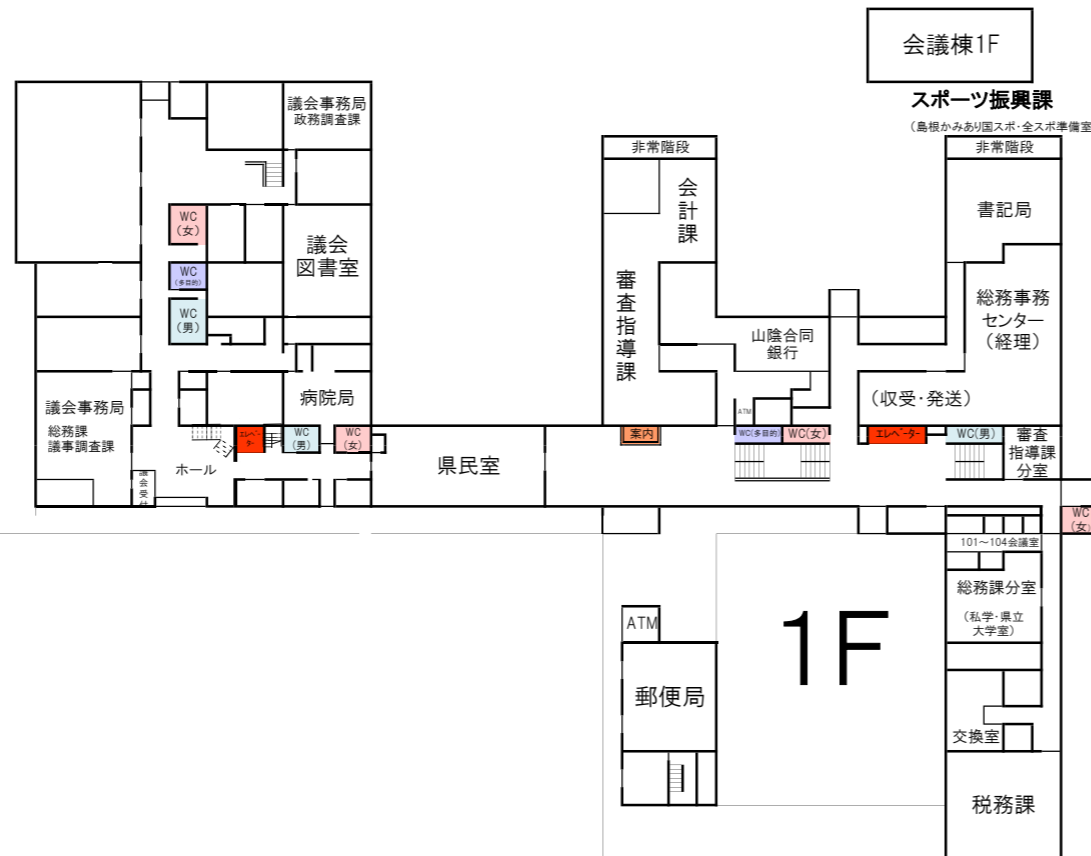 会議棟1F
スポーツ振興課
（島根かみあり国スポ・全スポ準備室
議会事務局
政務調査課
非常階段
非常階段
会計課
書記局
WC
（女）
議会
図書室
WC
（多目的）
WC
（男）
審査指導課
総務事務
センター
（経理）
山陰合同
銀行
病院局
（収受・発送）
議会事務局
総務課
議事調査課
ATM
エレベーター
WC
（男）
WC
（女）
案内
WC(多目的)
WC(女)
エレベーター
WC(男)
審査
指導課
分室
ホール
県民室
議会受付
WC
（女）
101～104会議室
総務課分室
（私学・県立
大学室）
ATM
1F
郵便局
交換室
税務課